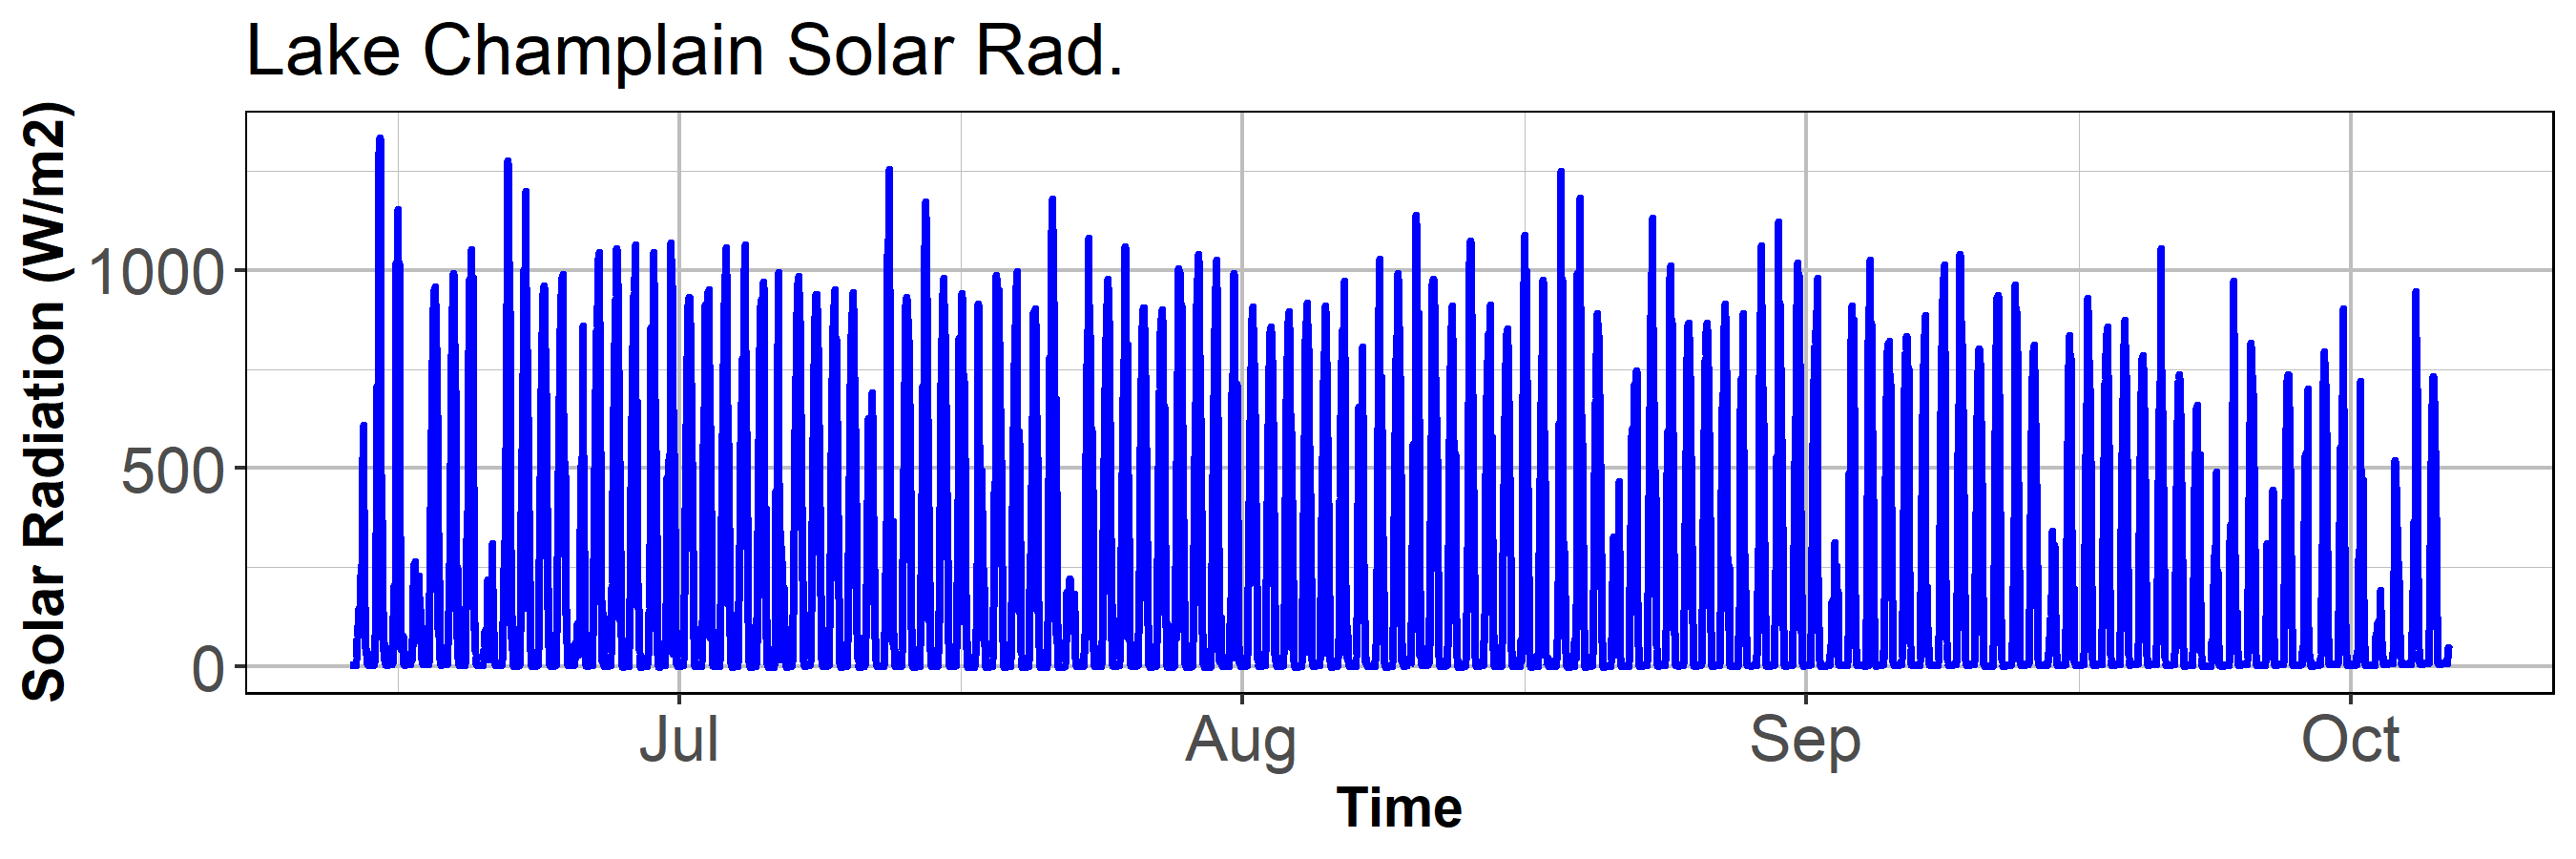 Lake Champlain Solar Rad.
Solar Radiation (W/m2)
1000
500
0
Jul Aug Sep Oct
Time